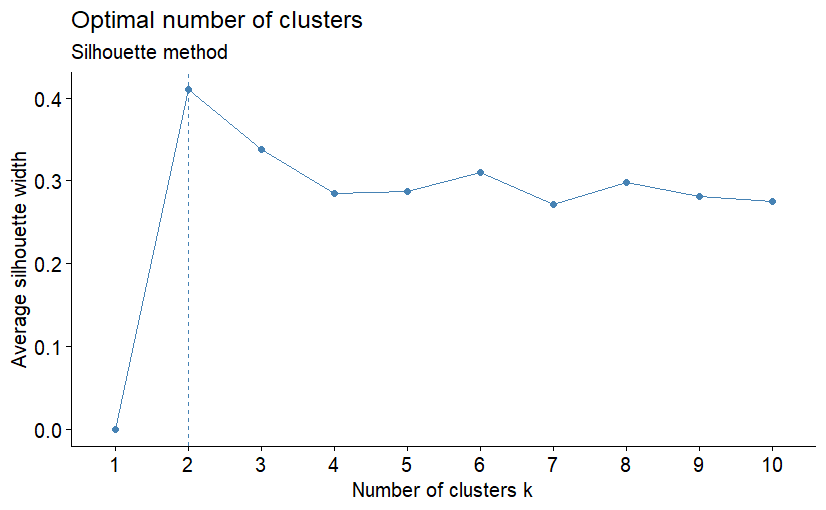 Optimal number of clusters
Silhouette method
Average silhouette width
0.4
0.3
0.2
0.1
0.0
1 2 3 4 5 6 7 8 9 10
Number of clusters k